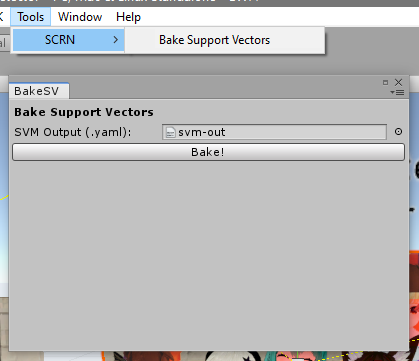 Tools Window Help
SCRN > Bake Support Vectors
BakeSV
Bake Support Vectors
SVM Output (.yaml): svm-out
Bake!